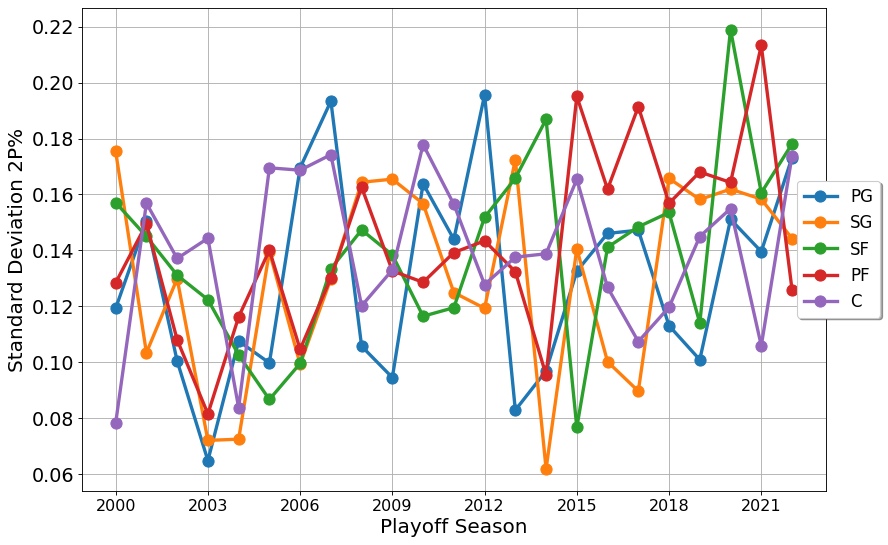 0.22
0.20
0.18
0.16
0.14
0.12
0.10
0.08
0.06
Standard Deviation 2P%
2000 2003 2006 2009 2012 2015 2018 2021
Playoff Season
PG
SG
SF
PF
C